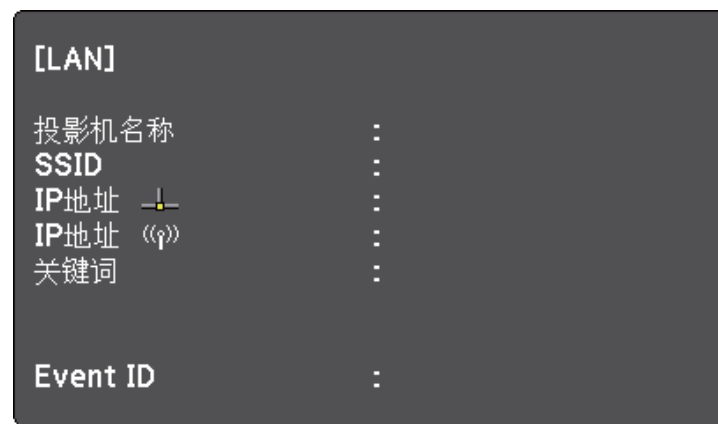 [LAN]
投影机名称 :
SSID :
IP地址 :
IP地址 :
关键词 :
Event ID :